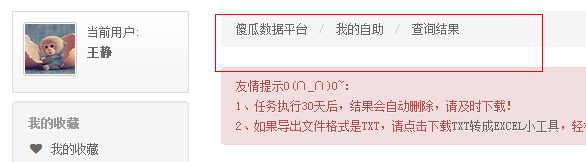 当前用户:
王静
我的收藏
我的收藏
傻瓜数据平台 / 我的自助 / 查询结果
友情提示O(∩_∩)O~:
1、任务执行30天后，结果会自动删除，请及时下载!
2、如果导出文件格式是TXT，请点击下载TXT转成EXCEL小工具，轻